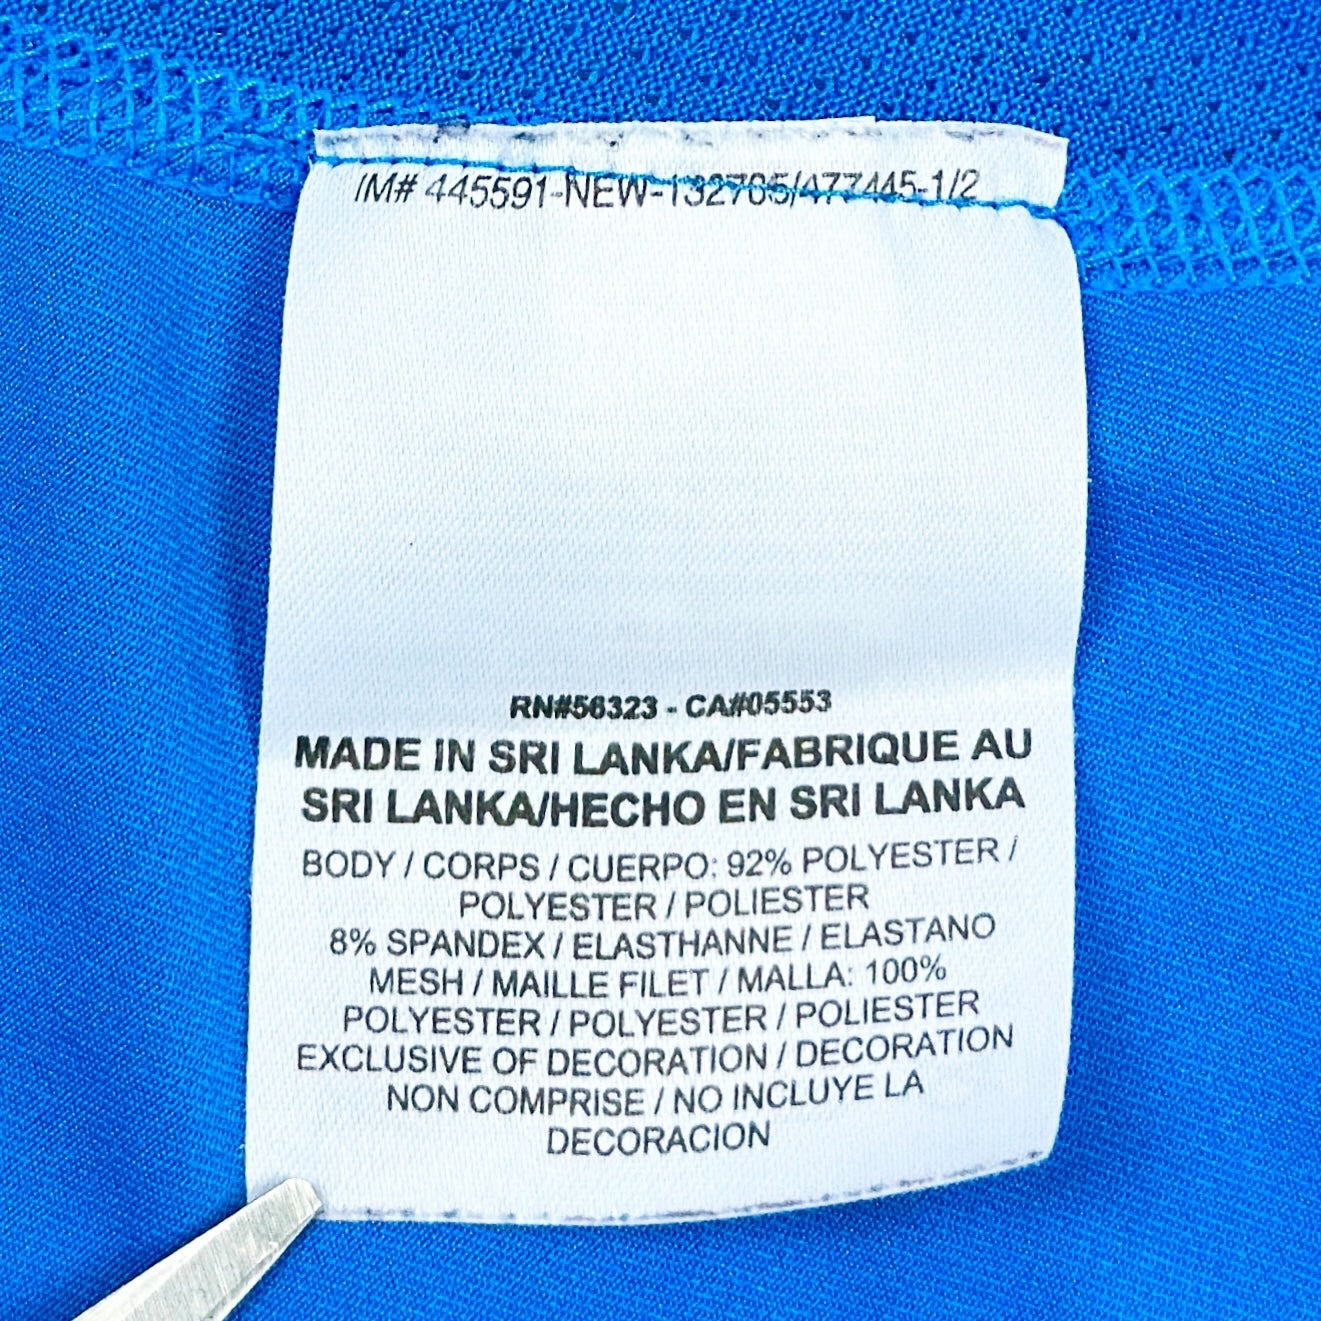 IM# 445591-NEW-132765/477445-1/2
RN#56323 - CA#05553
MADE IN SRI LANKA/FABRIQUE AU
SRI LANKA/HECHO EN SRI LANKA
BODY / CORPS / CUERPO: 92% POLYESTER /
POLYESTER / POLIESTER
8% SPANDEX / ELASTHANNE / ELASTANO
MESH / MAILLE FILET / MALLA: 100%
POLYESTER / POLYESTER / POLIESTER
EXCLUSIVE OF DECORATION / DECORATION
NON COMPRISE / NO INCLUYE LA
DECORACION